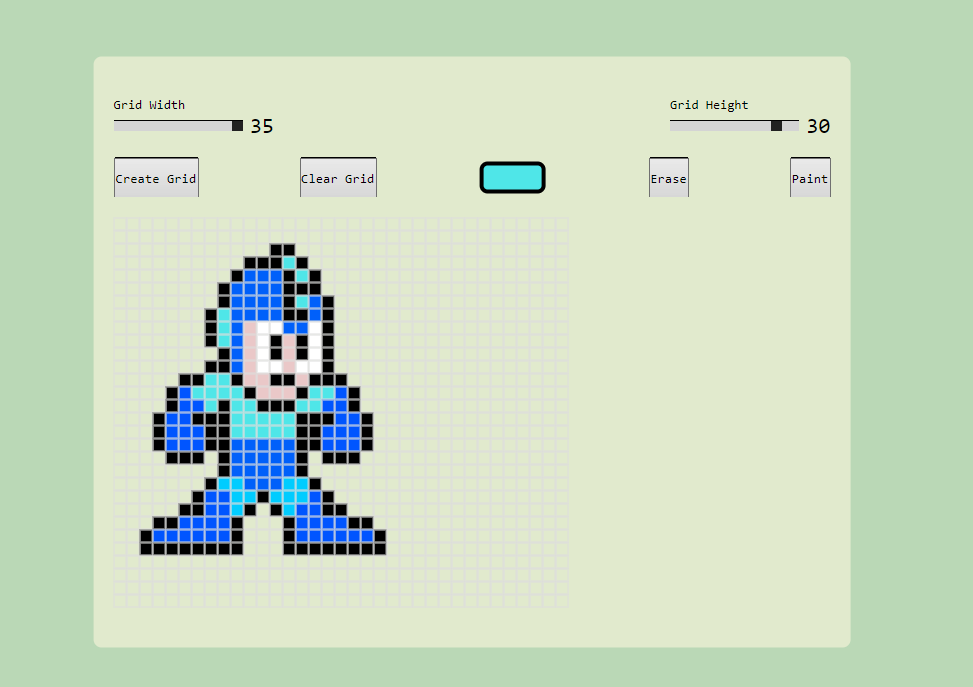 Grid Width
35
Grid Height
30
Create Grid
Clear Grid
Erase
Paint